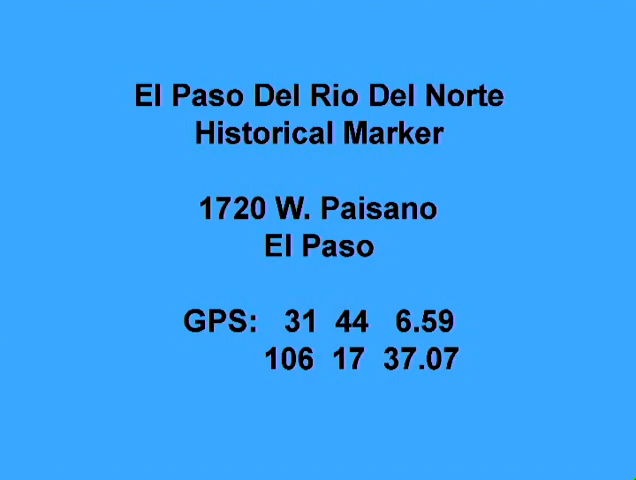 El Paso Del Rio Del Norte
Historical Marker
1720 W. Paisano
El Paso
GPS: 31 44 6.59
106 17 37.07